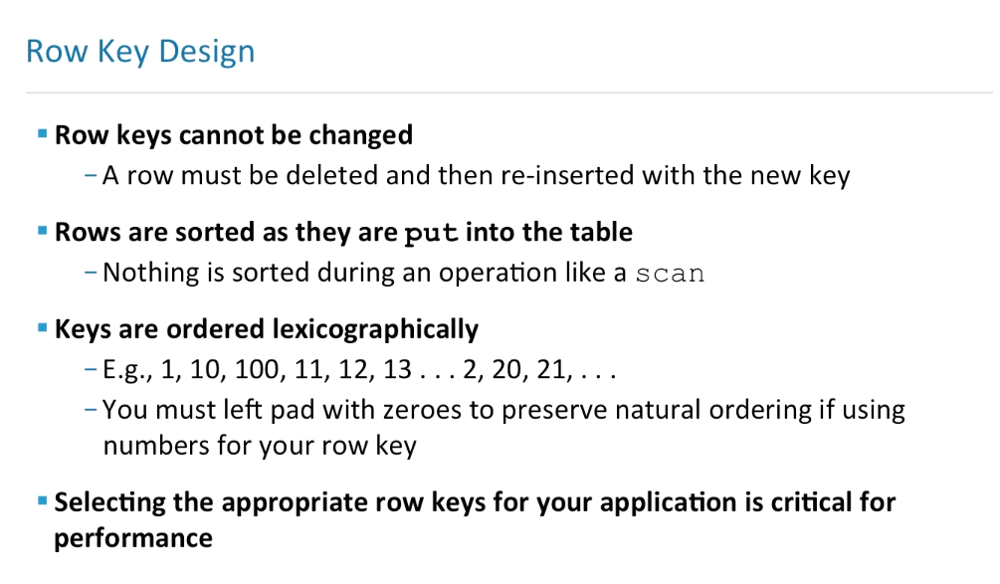 Row Key Design
▪ Row keys cannot be changed
– A row must be deleted and then re-inserted with the new key
▪ Rows are sorted as they are put into the table
– Nothing is sorted during an operation like a scan
▪ Keys are ordered lexicographically
– E.g., 1, 10, 100, 11, 12, 13 . . . 2, 20, 21, . . .
– You must left pad with zeroes to preserve natural ordering if using
numbers for your row key
▪ Selecting the appropriate row keys for your application is critical for
performance